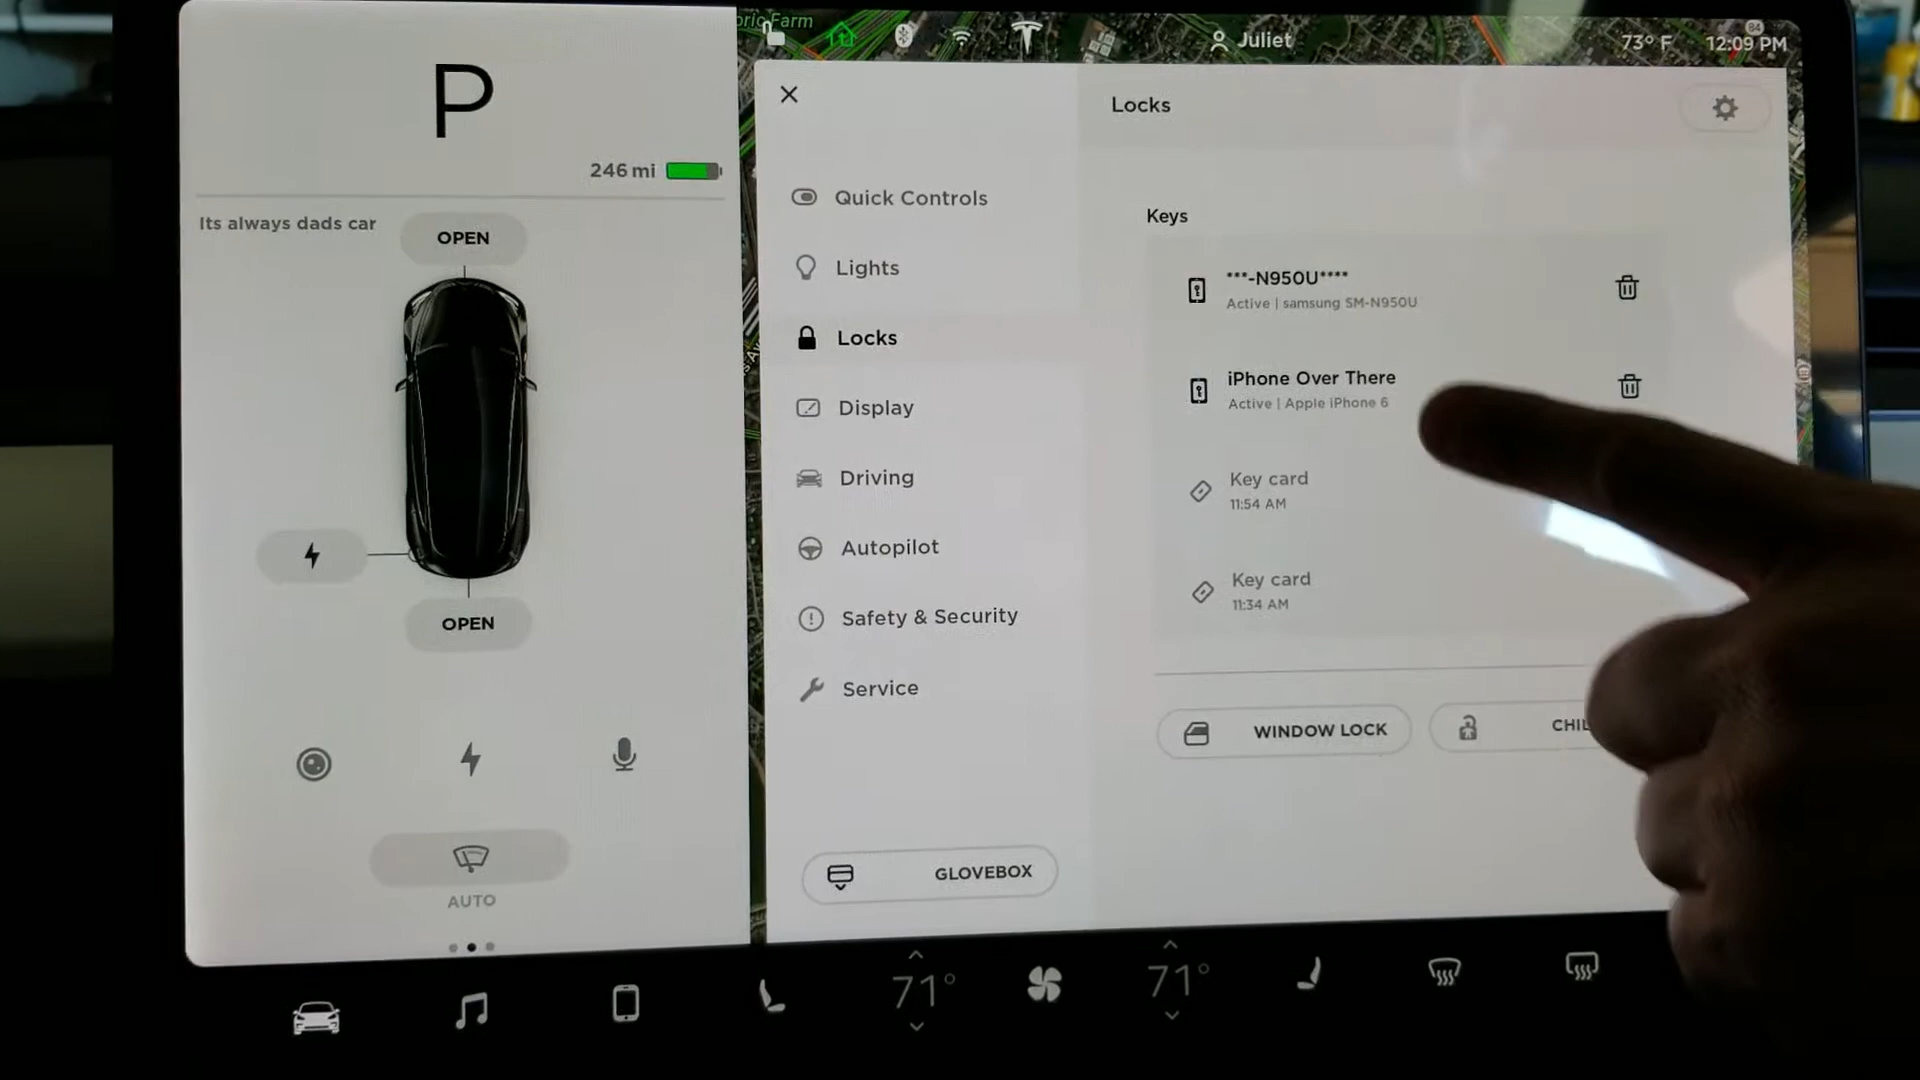 P
246 mi
Its always dads car
OPEN
OPEN
AUTO
Farm
Juliet
73° F
12:09 PM
Locks
Quick Controls
Lights
Locks
Display
Driving
Autopilot
Safety & Security
Service
GLOVEBOX
Keys
***-N950U****
Active | samsung SM-N950U
iPhone Over There
Active | Apple iPhone 6
Key card
11:54 AM
Key card
11:34 AM
WINDOW LOCK
CHIL
71°
71°